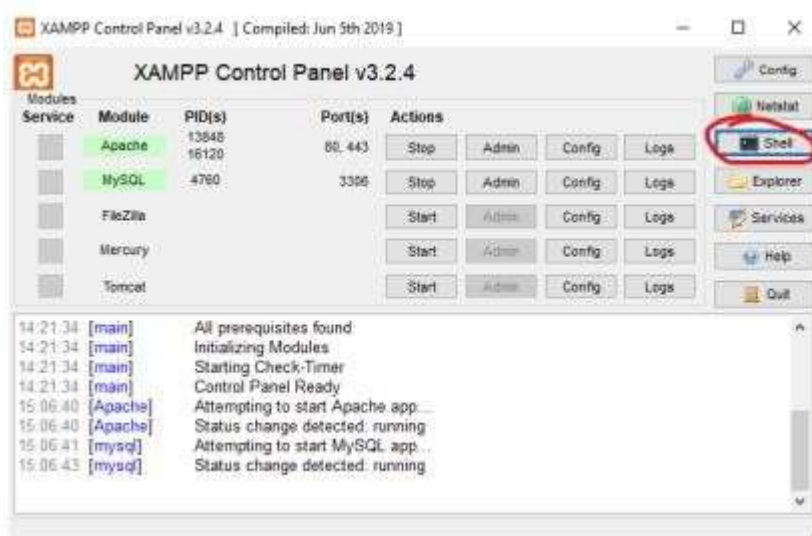 XAMPP Control Panel v3.2.4 [ Compiled: Jun 5th 2019 ]
XAMPP Control Panel v3.2.4
Config
Modules
Service Module PID(s) Port(s) Actions
Netstat
Apache 13848 16120 80, 443 Stop Admin Config Logs
Shell
MySQL 4760 3306 Stop Admin Config Logs
Explorer
FileZilla Start Admin Config Logs
Services
Mercury Start Admin Config Logs
Help
Tomcat Start Admin Config Logs
Quit
14:21:34 [main] All prerequisites found
14:21:34 [main] Initializing Modules
14:21:34 [main] Starting Check-Timer
14:21:34 [main] Control Panel Ready
15:06:40 [Apache] Attempting to start Apache app...
15:06:40 [Apache] Status change detected: running
15:06:41 [mysql] Attempting to start MySQL app...
15:06:43 [mysql] Status change detected: running